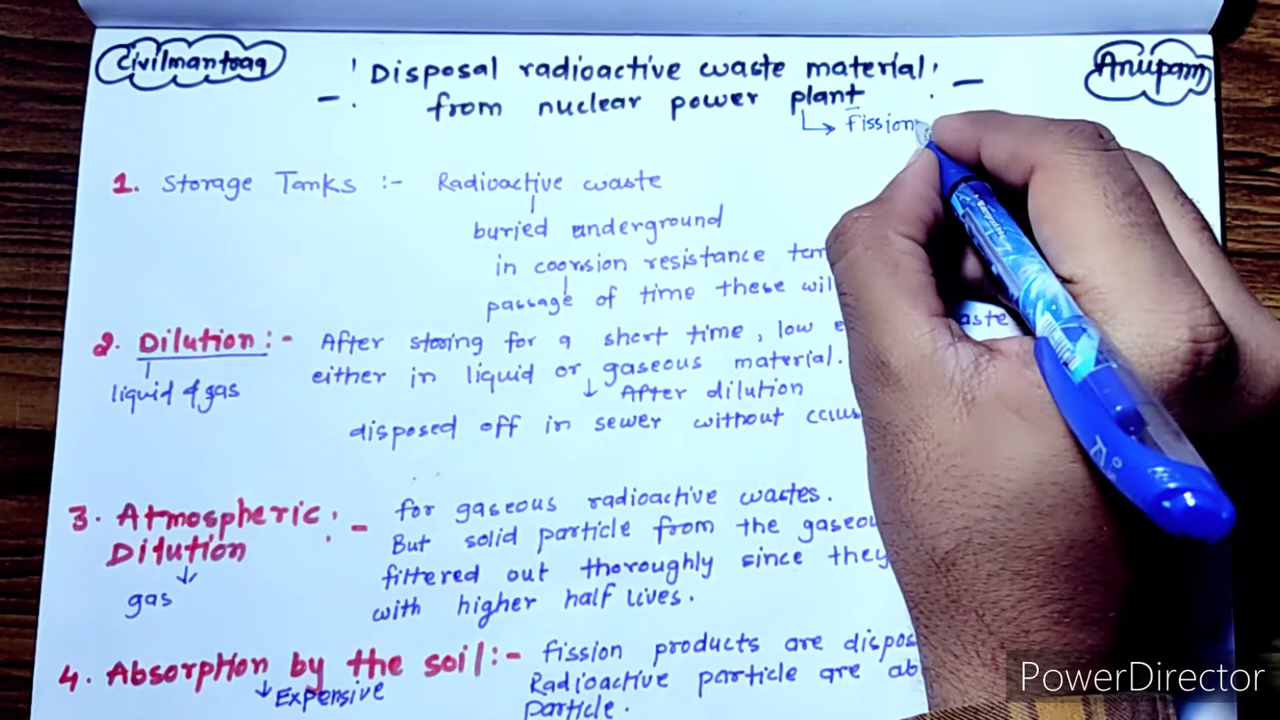 Civilmantraa
Anupam
' Disposal radioactive waste material '
from nuclear power plant
Fission
1. Storage Tanks :- Radioactive waste
buried underground
in coorsion resistance
passage of time these
2. Dilution :- After storing for a short time, low
waste
either in liquid or gaseous material.
liquid & gas
After dilution
disposed off in sewer without
3. Atmospheric :- for gaseous radioactive wastes.
Dilution
But solid particle from the
filtered out thoroughly since they
gas
with higher half lives.
4. Absorption by the soil :- fission products are
Expensive
Radioactive particle are
particle.
PowerDirector